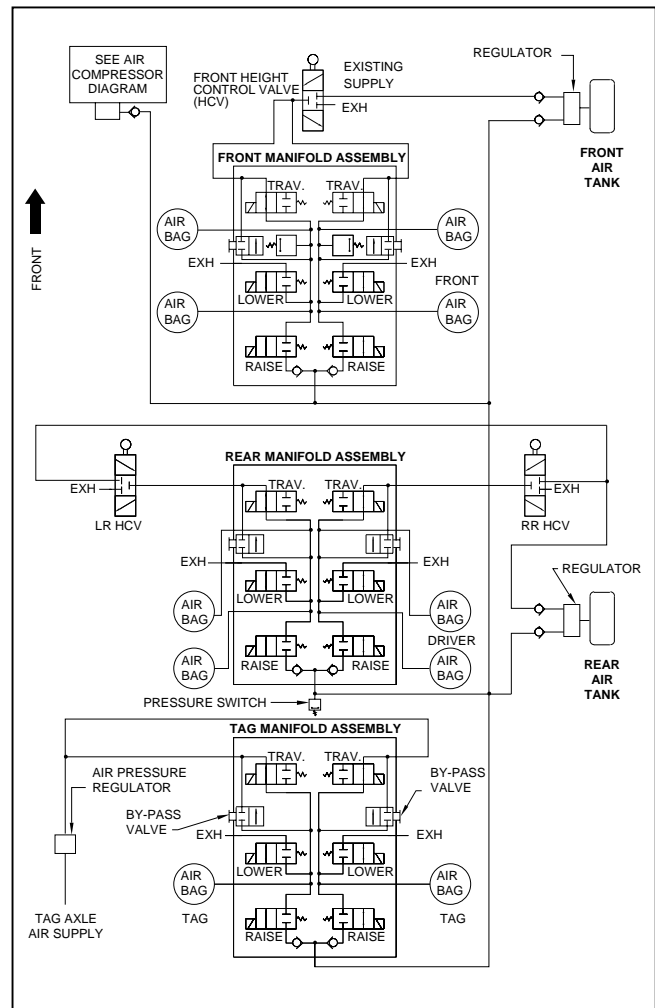 SEE AIR
COMPRESSOR
DIAGRAM
FRONT HEIGHT
CONTROL VALVE
(HCV)
EXISTING
SUPPLY
EXH
REGULATOR
FRONT
AIR
TANK
FRONT
FRONT MANIFOLD ASSEMBLY
TRAV.
TRAV.
AIR
BAG
AIR
BAG
EXH
EXH
LOWER
LOWER
FRONT
AIR
BAG
AIR
BAG
RAISE
RAISE
REAR MANIFOLD ASSEMBLY
EXH
LR HCV
TRAV.
TRAV.
EXH
RR HCV
EXH
EXH
LOWER
LOWER
REGULATOR
AIR
BAG
AIR
BAG
DRIVER
AIR
BAG
AIR
BAG
RAISE
RAISE
REAR
AIR
TANK
PRESSURE SWITCH
TAG MANIFOLD ASSEMBLY
AIR PRESSURE
REGULATOR
TRAV.
TRAV.
BY-PASS
VALVE
BY-PASS
VALVE
EXH
EXH
LOWER
LOWER
AIR
BAG
TAG
AIR
BAG
TAG
RAISE
RAISE
TAG AXLE
AIR SUPPLY